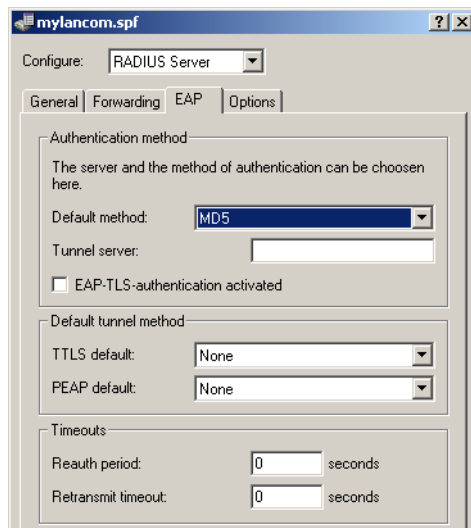 mylancom.spf
Configure: RADIUS Server
General Forwarding EAP Options
Authentication method
The server and the method of authentication can be choosen
here.
Default method: MD5
Tunnel server:
EAP-TLS-authentication activated
Default tunnel method
TTLS default: None
PEAP default: None
Timeouts
Reauth period: 0 seconds
Retransmit timeout: 0 seconds